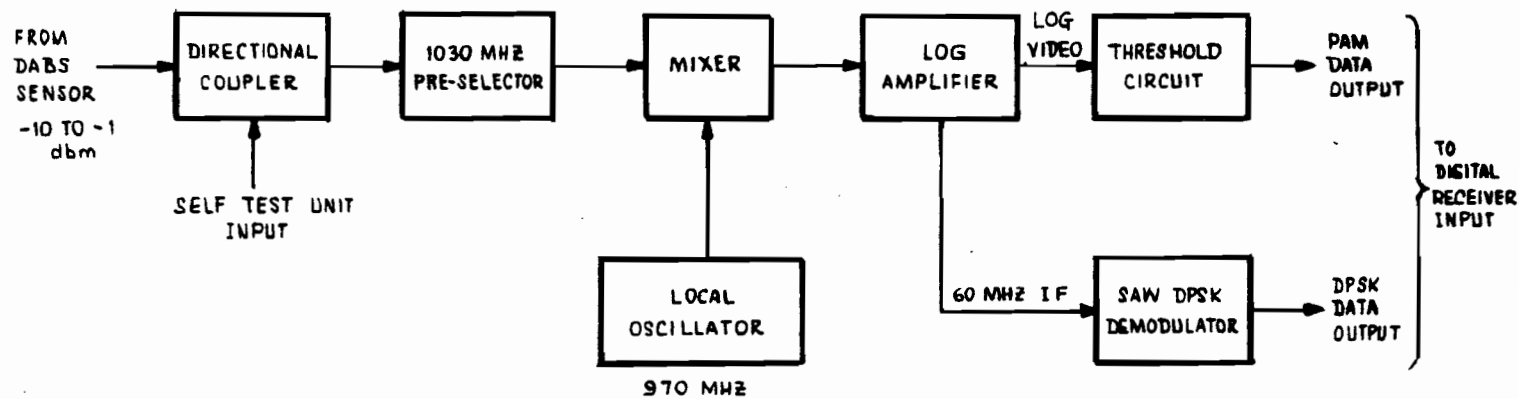 FROM
DABS
SENSOR
-10 TO -1
dbm
DIRECTIONAL
COUPLER
SELF TEST UNIT
INPUT
1030 MHZ
PRE-SELECTOR
MIXER
LOCAL
OSCILLATOR
970 MHZ
LOG
AMPLIFIER
LOG
VIDEO
THRESHOLD
CIRCUIT
PAM
DATA
OUTPUT
60 MHZ IF
SAW DPSK
DEMODULATOR
DPSK
DATA
OUTPUT
TO
DIGITAL
RECEIVER
INPUT